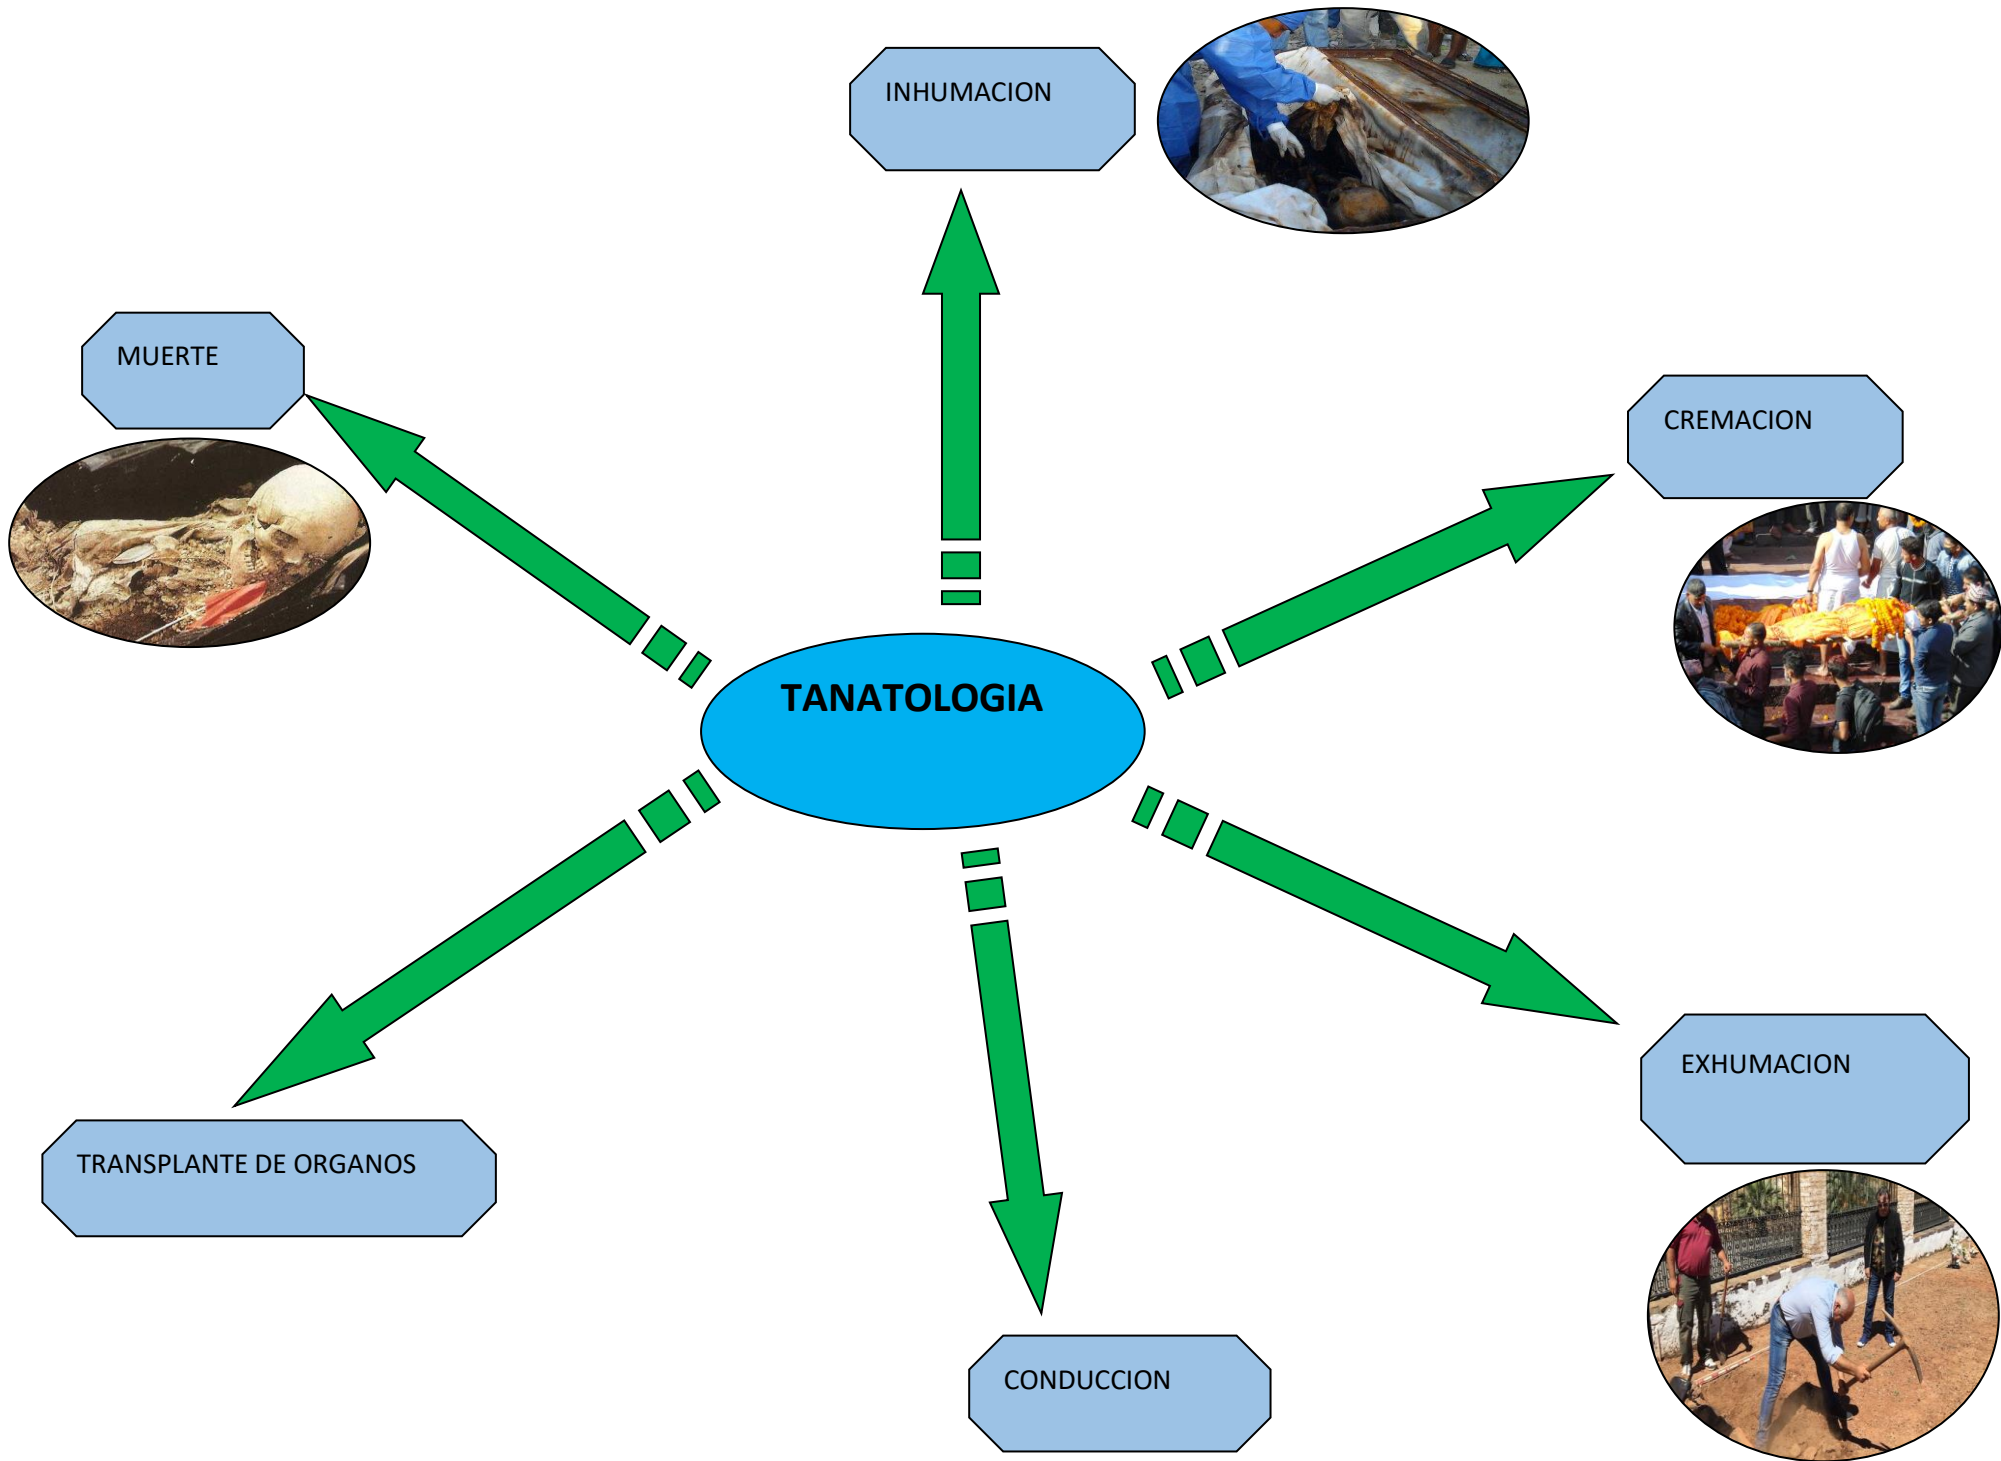 INHUMACION
MUERTE
CREMACION
TANATOLOGIA
EXHUMACION
TRANSPLANTE DE ORGANOS
CONDUCCION